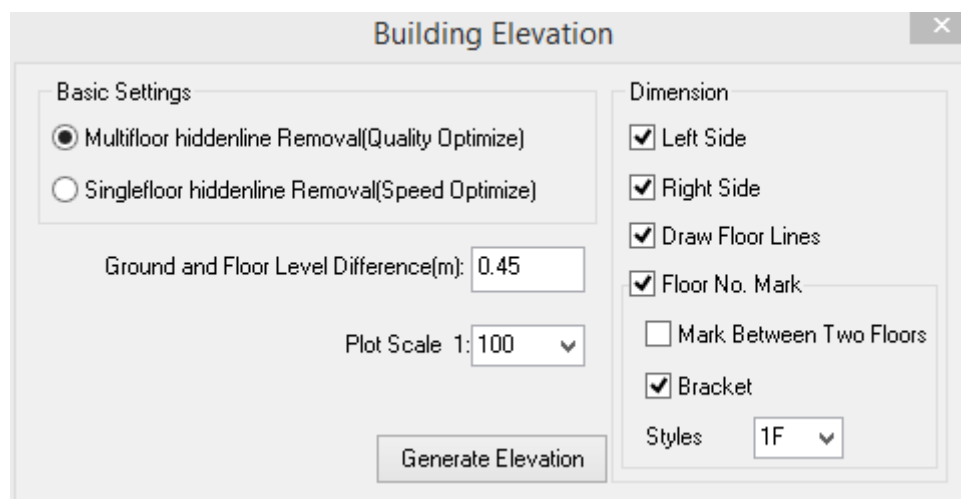 Building Elevation
Basic Settings
Multifloor hiddenline Removal(Quality Optimize)
Singlefloor hiddenline Removal(Speed Optimize)
Ground and Floor Level Difference(m): 0.45
Plot Scale 1: 100
Generate Elevation
Dimension
Left Side
Right Side
Draw Floor Lines
Floor No. Mark
Mark Between Two Floors
Bracket
Styles 1F